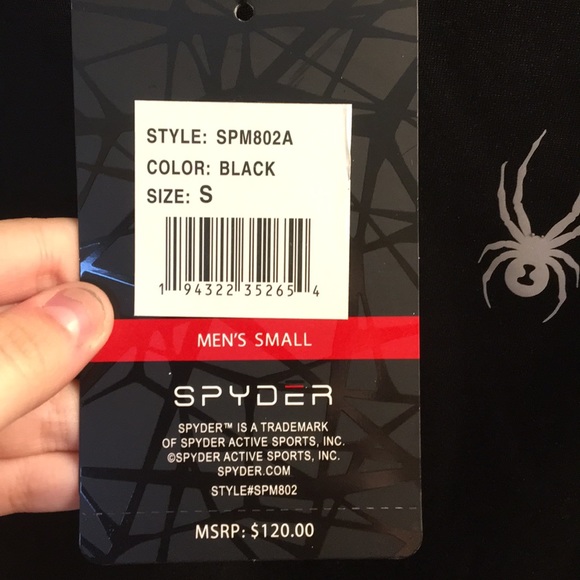 STYLE: SPM802A
COLOR: BLACK
SIZE: S
1 94322 35265 4
MEN'S SMALL
SPYDER
SPYDER™ IS A TRADEMARK
OF SPYDER ACTIVE SPORTS, INC.
©SPYDER ACTIVE SPORTS, INC.
SPYDER.COM
STYLE#SPM802
MSRP: $120.00